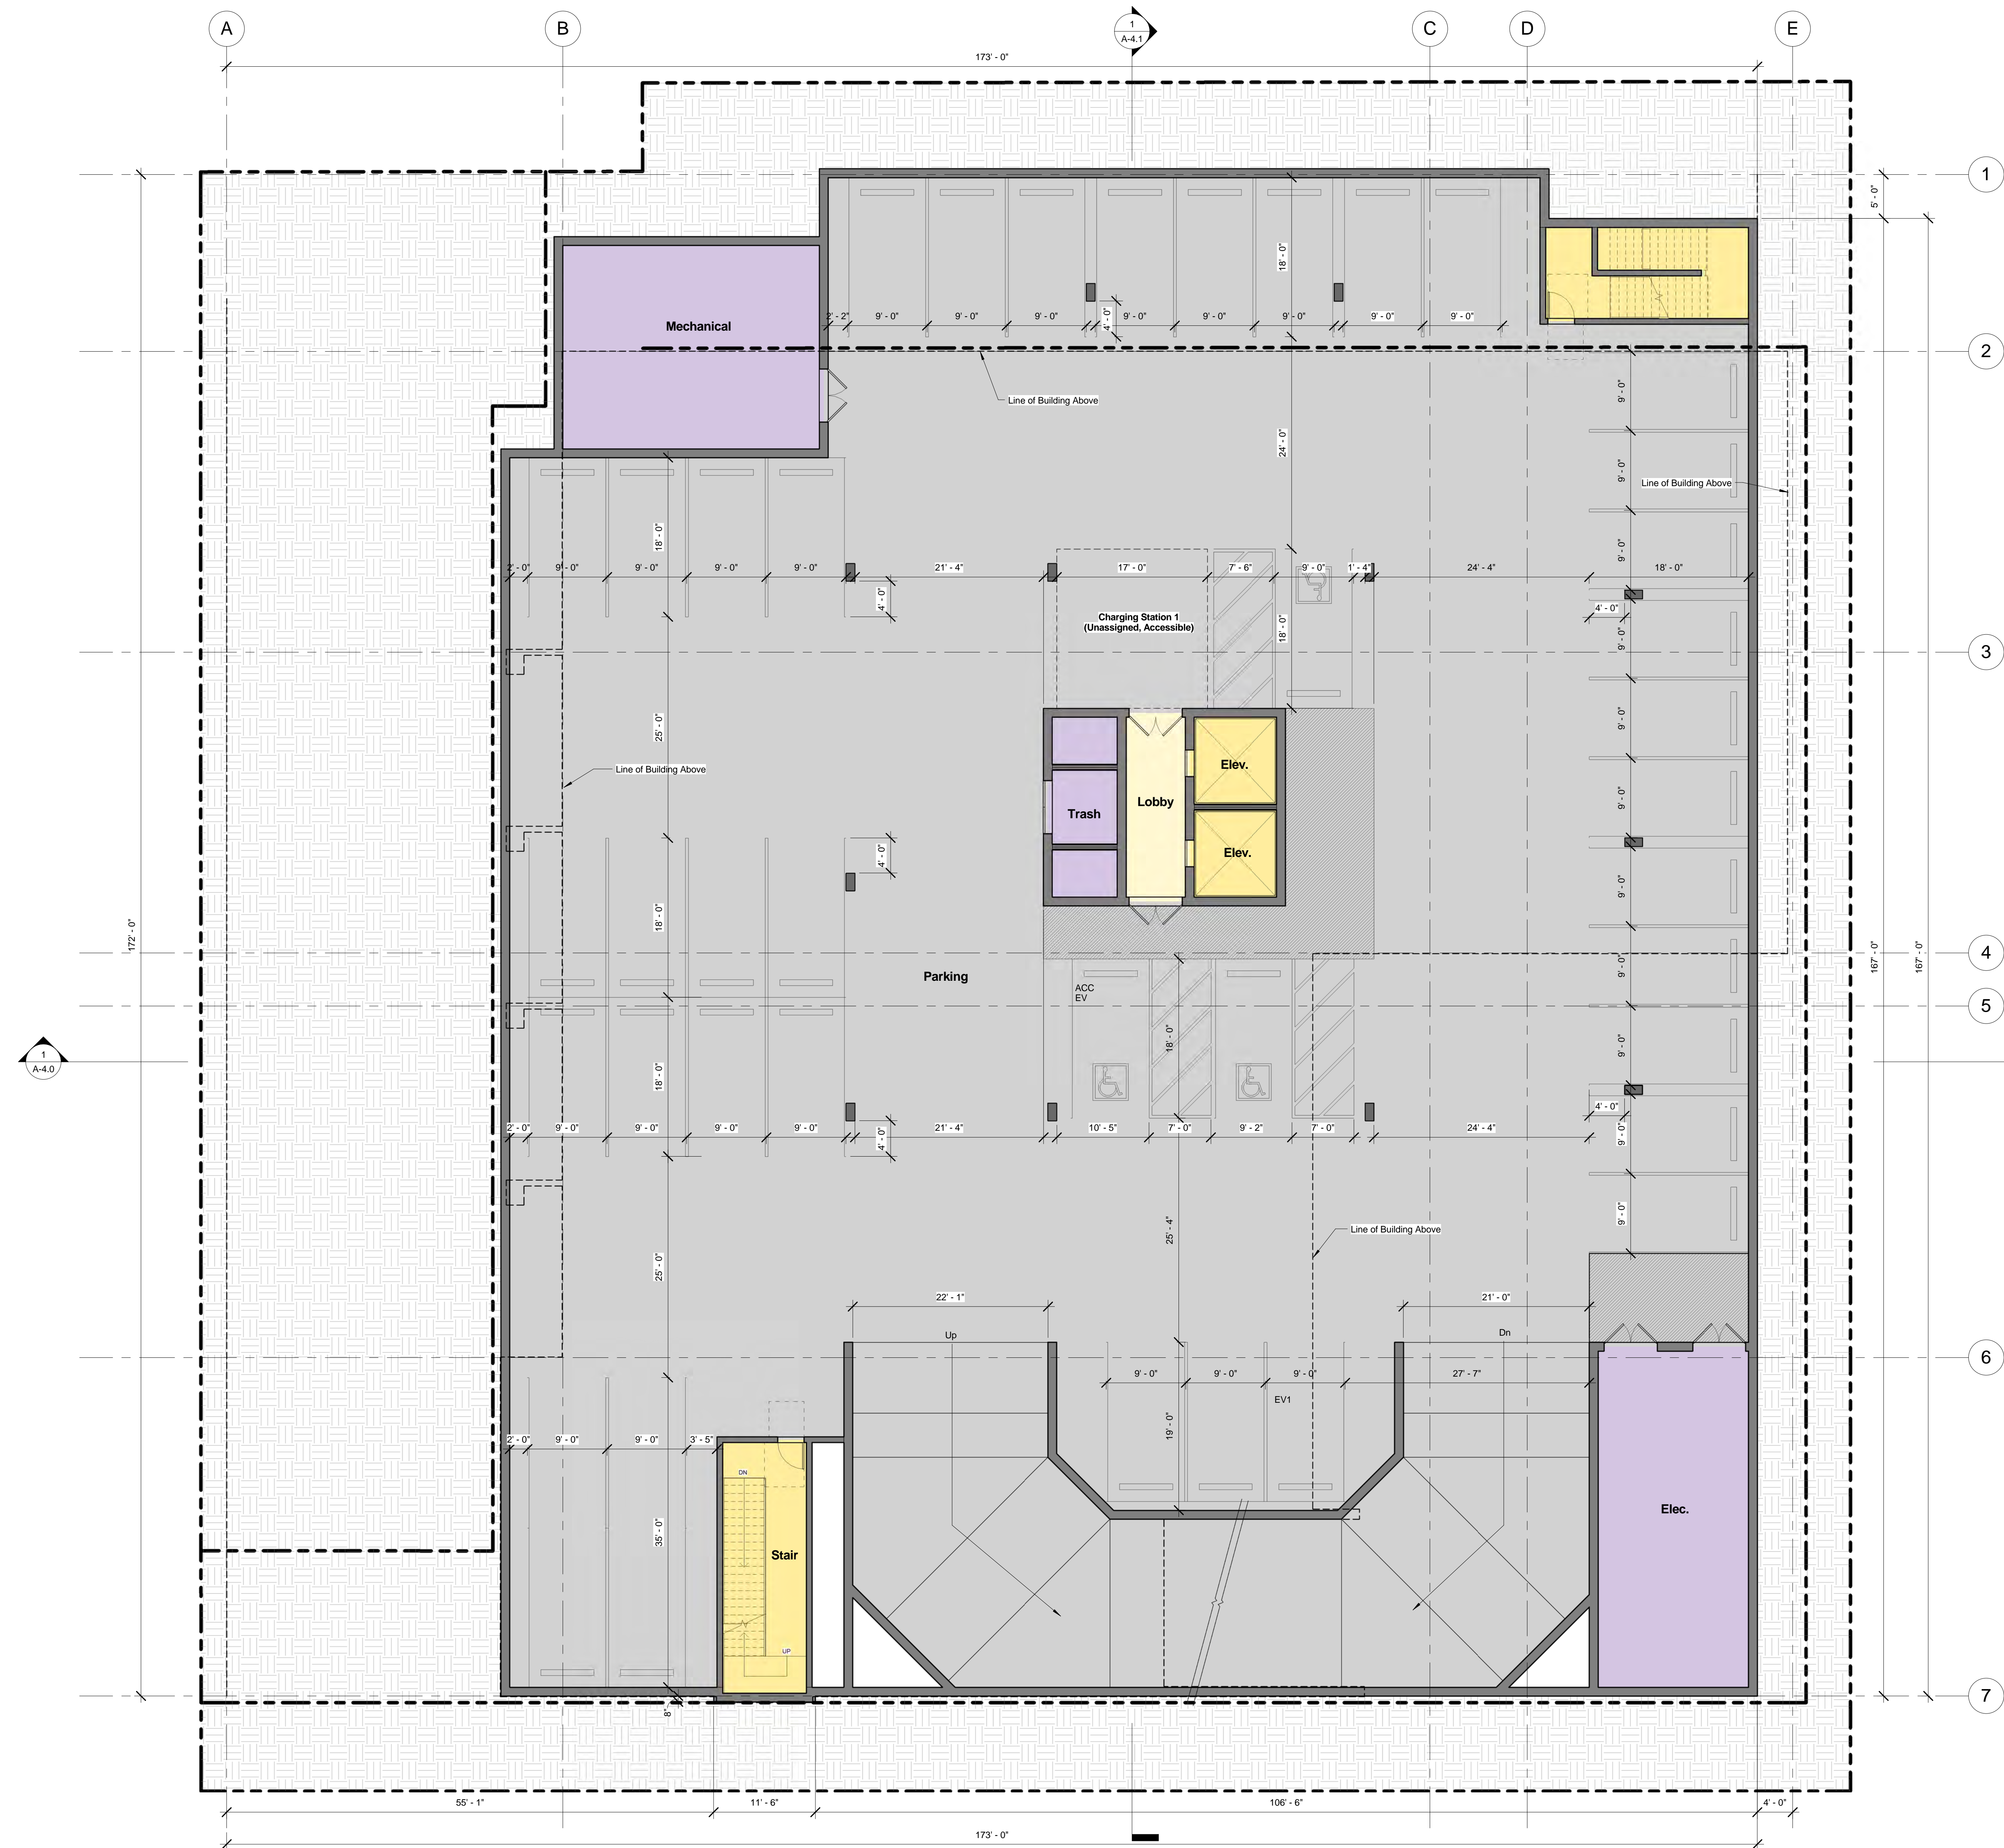 A
B
1
A-4.1
C
D
E
173' - 0"
1
5' - 0"
18' - 0"
Mechanical
2' - 2"
9' - 0"
9' - 0"
9' - 0"
4' - 0"
9' - 0"
9' - 0"
9' - 0"
9' - 0"
9' - 0"
2
Line of Building Above
9' - 0"
24' - 0"
9' - 0"
Line of Building Above
18' - 0"
9' - 0"
2' - 0"
9' - 0"
9' - 0"
9' - 0"
9' - 0"
21' - 4"
17' - 0"
7' - 6"
9' - 0"
1' - 4"
24' - 4"
18' - 0"
4' - 0"
4' - 0"
Charging Station 1
(Unassigned, Accessible)
18' - 0"
9' - 0"
3
25' - 0"
9' - 0"
Line of Building Above
Elev.
9' - 0"
Lobby
Trash
4' - 0"
Elev.
9' - 0"
172' - 0"
18' - 0"
167' - 0"
167' - 0"
4
9' - 0"
Parking
ACC
EV
5
18' - 0"
9' - 0"
1
A-4.0
18' - 0"
4' - 0"
2' - 0"
9' - 0"
9' - 0"
9' - 0"
9' - 0"
4' - 0"
21' - 4"
10' - 5"
7' - 0"
9' - 2"
7' - 0"
24' - 4"
9' - 0"
9' - 0"
Line of Building Above
25' - 4"
25' - 0"
22' - 1"
21' - 0"
Up
Dn
6
9' - 0"
9' - 0"
9' - 0"
27' - 7"
EV1
19' - 0"
2' - 0"
9' - 0"
9' - 0"
3' - 5"
DN
35' - 0"
Stair
Elec.
UP
7
8"
55' - 1"
11' - 6"
106' - 6"
4' - 0"
173' - 0"